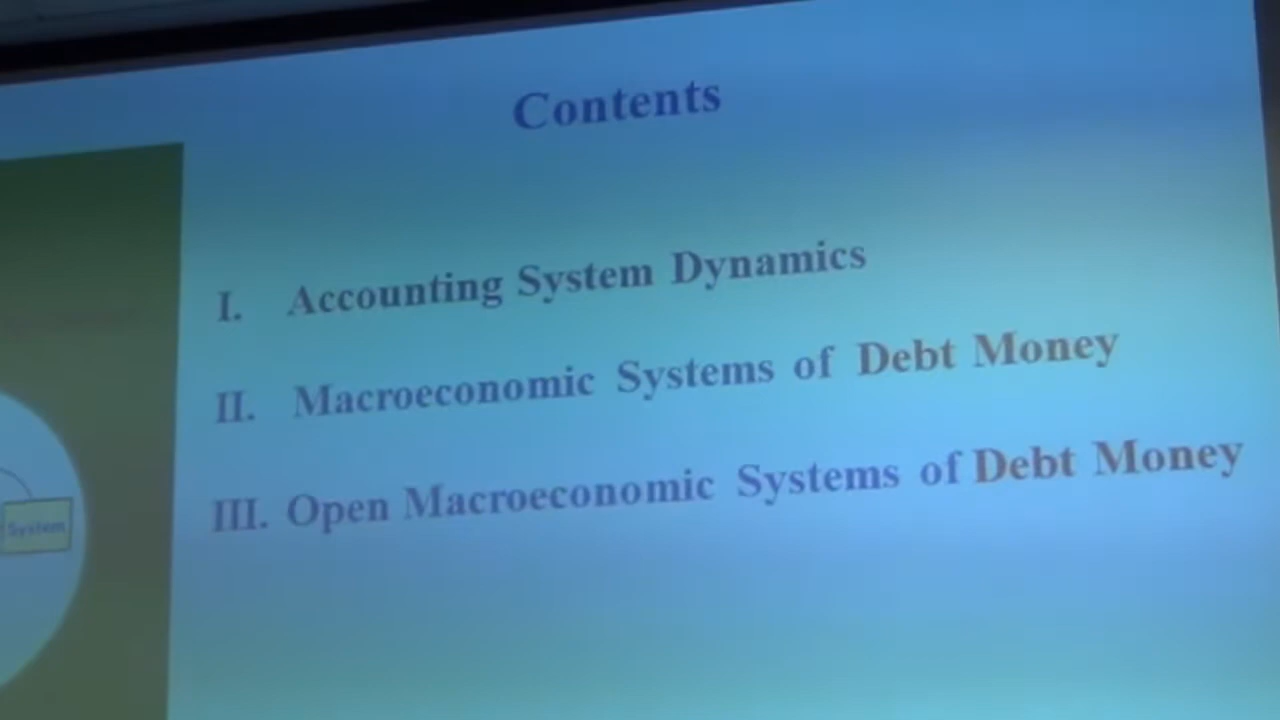 Contents
I. Accounting System Dynamics
II. Macroeconomic Systems of Debt Money
III. Open Macroeconomic Systems of Debt Money
System